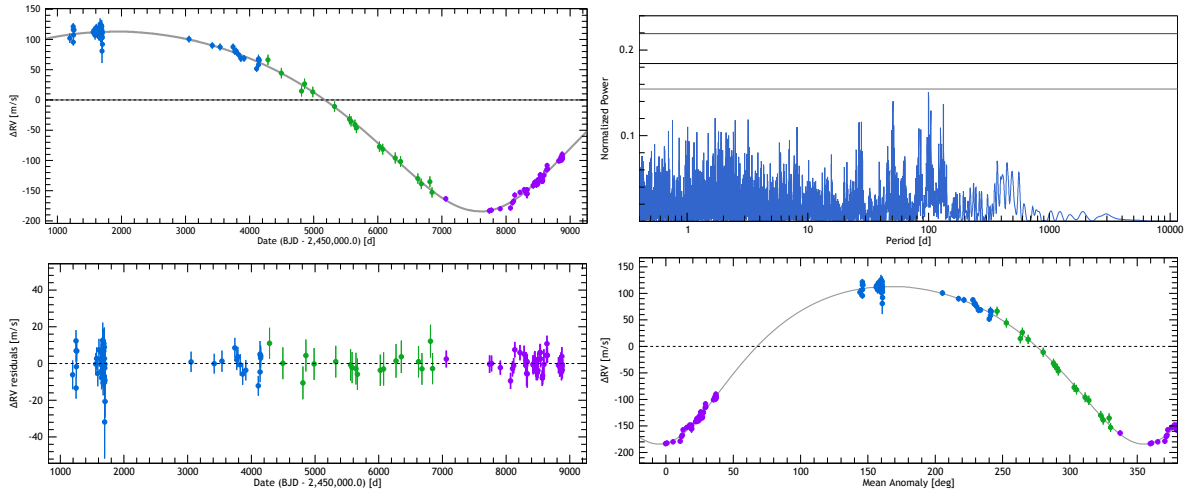 150
100
50
0
-50
-100
-150
-200
ΔRV [m/s]
1000 2000 3000 4000 5000 6000 7000 8000 9000
Date (BJD - 2,450,000.0) [d]
0.2
0.1
Normalized Power
1 10 100 1000 10000
Period [d]
40
20
0
-20
-40
ΔRV residuals [m/s]
1000 2000 3000 4000 5000 6000 7000 8000 9000
Date (BJD - 2,450,000.0) [d]
150
100
50
0
-50
-100
-150
-200
ΔRV [m/s]
0 50 100 150 200 250 300 350
Mean Anomaly [deg]